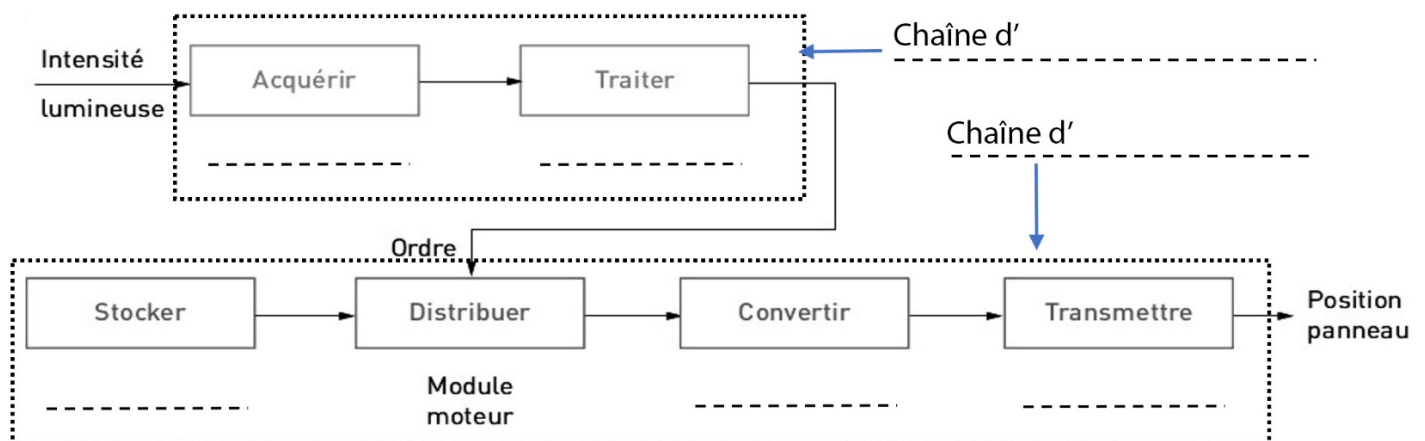 Chaîne d'
Intensité
lumineuse
Acquérir
Traiter
Chaîne d'
Ordre
Stocker
Distribuer
Convertir
Transmettre
Position
panneau
Module
moteur